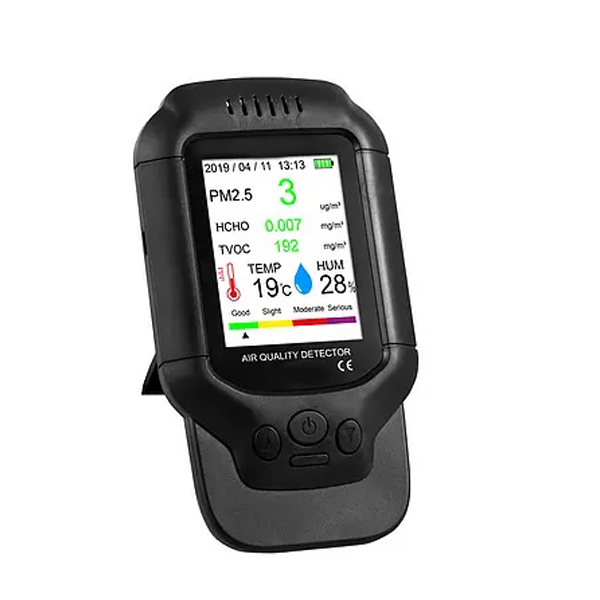 2019 / 04 / 11 13:13
PM2.5 3 ug/m³
HCHO 0.007 mg/m³
TVOC 192 mg/m³
TEMP HUM
19°C 28%
Good Slight Moderate Serious
AIR QUALITY DETECTOR
CE